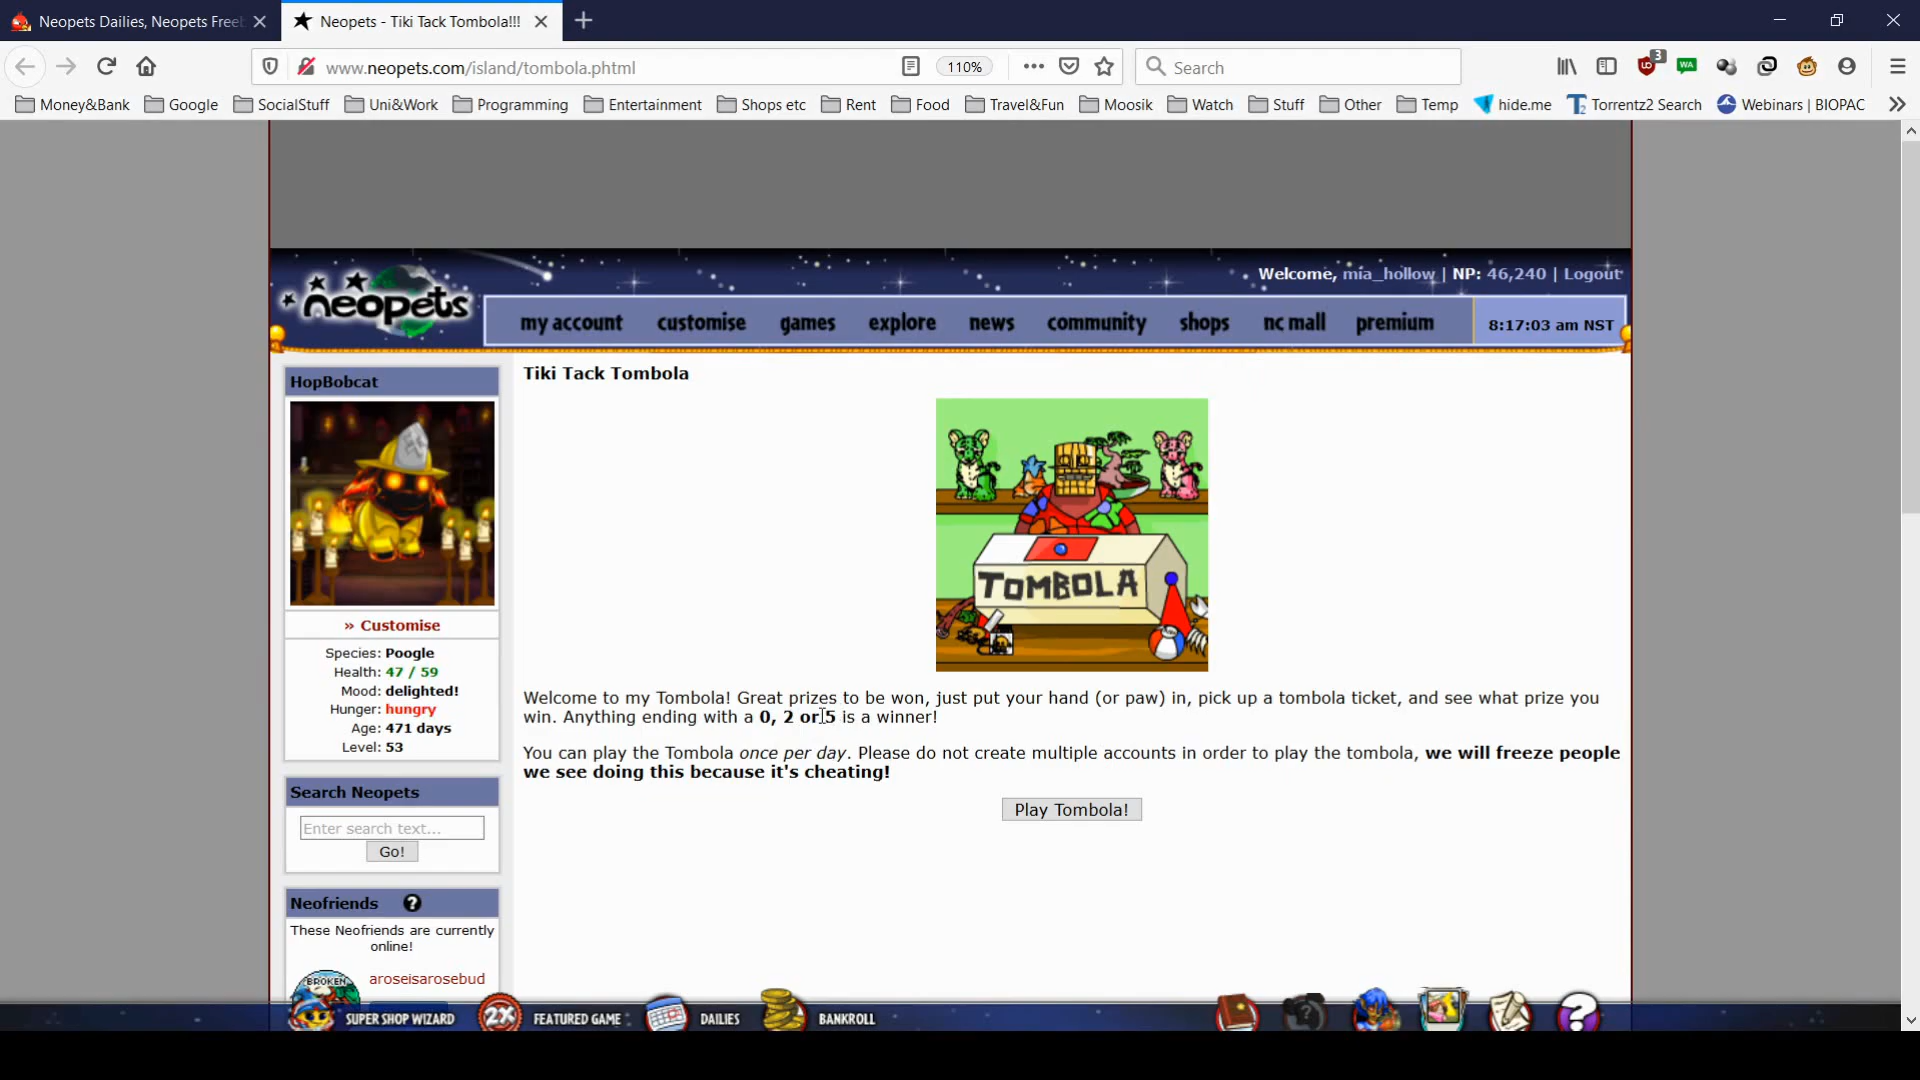 Neopets Dailies, Neopets Freeb
Neopets - Tiki Tack Tombola!!!
www.neopets.com/island/tombola.phtml
110%
Search
3
WA
Money&Bank
Google
SocialStuff
Uni&Work
Programming
Entertainment
Shops etc
Rent
Food
Travel&Fun
Moosik
Watch
Stuff
Other
Temp
hide.me
Torrentz2 Search
Webinars | BIOPAC
neopets
Welcome, mia_hollow | NP: 46,240 | Logout
my account
customise
games
explore
news
community
shops
nc mall
premium
8:17:03 am NST
HopBobcat
» Customise
Species: Poogle
Health: 47 / 59
Mood: delighted!
Hunger: hungry
Age: 471 days
Level: 53
Search Neopets
Enter search text...
Go!
Neofriends ?
These Neofriends are currently
online!
BROKEN
aroseisarosebud
Tiki Tack Tombola
TOMBOLA
Welcome to my Tombola! Great prizes to be won, just put your hand (or paw) in, pick up a tombola ticket, and see what prize you
win. Anything ending with a 0, 2 or 5 is a winner!
You can play the Tombola once per day. Please do not create multiple accounts in order to play the tombola, we will freeze people
we see doing this because it's cheating!
Play Tombola!
SUPER SHOP WIZARD
2X
FEATURED GAME
DAILIES
BANKROLL
?